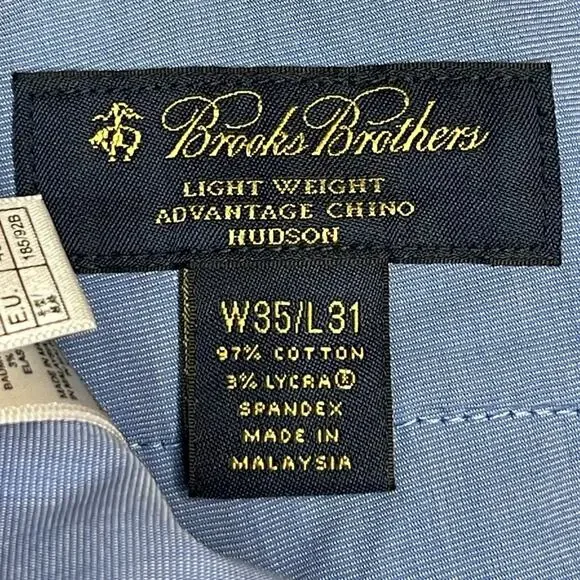 Brooks Brothers
LIGHT WEIGHT
ADVANTAGE CHINO
HUDSON
W35/L31
97% COTTON
3% LYCRA®
SPANDEX
MADE IN
MALAYSIA
E.U.
185/92B